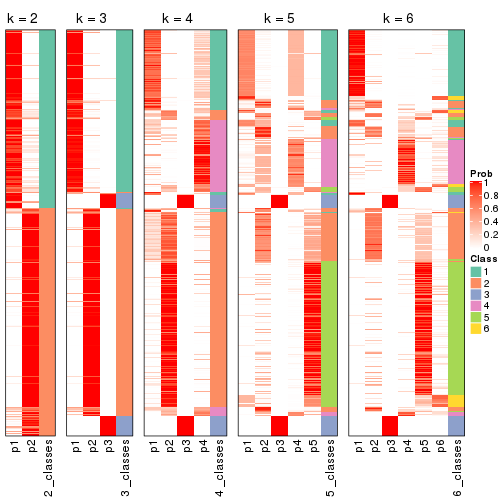 k = 2
k = 3
k = 4
k = 5
k = 6
Prob
1
0.8
0.6
0.4
0.2
0
Class
1
2
3
4
5
6
p1
p2
2_classes
p1
p2
p3
3_classes
p1
p2
p3
p4
4_classes
p1
p2
p3
p4
p5
5_classes
p1
p2
p3
p4
p5
p6
6_classes